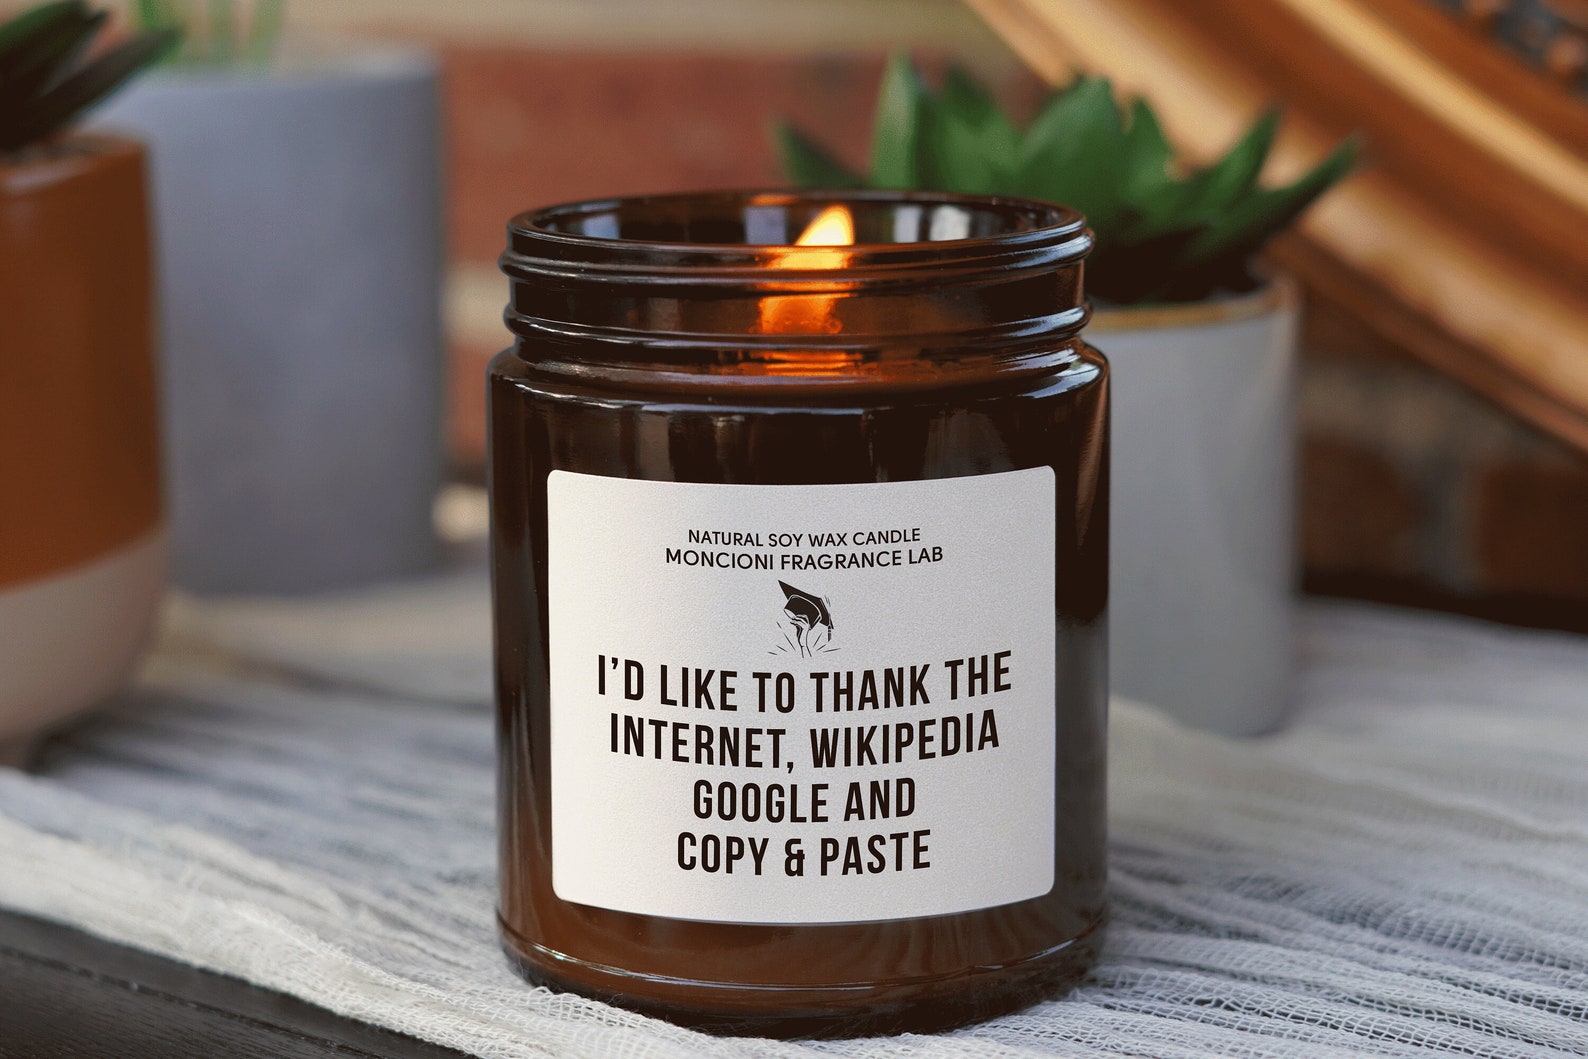 NATURAL SOY WAX CANDLE
MONCIONI FRAGRANCE LAB
I'D LIKE TO THANK THE
INTERNET, WIKIPEDIA
GOOGLE AND
COPY & PASTE